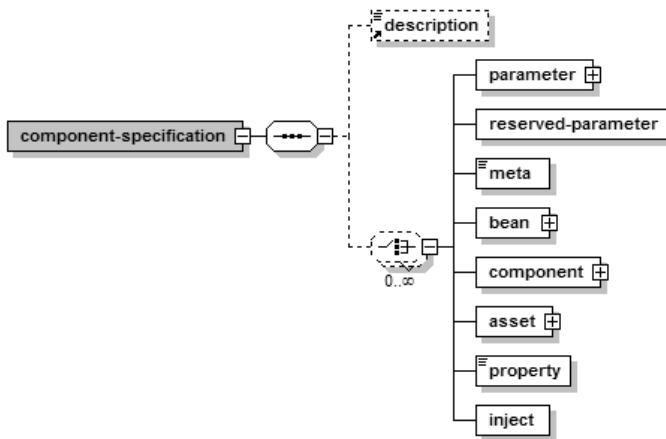 description
parameter
component-specification
reserved-parameter
meta
bean
0..∞
component
asset
property
inject